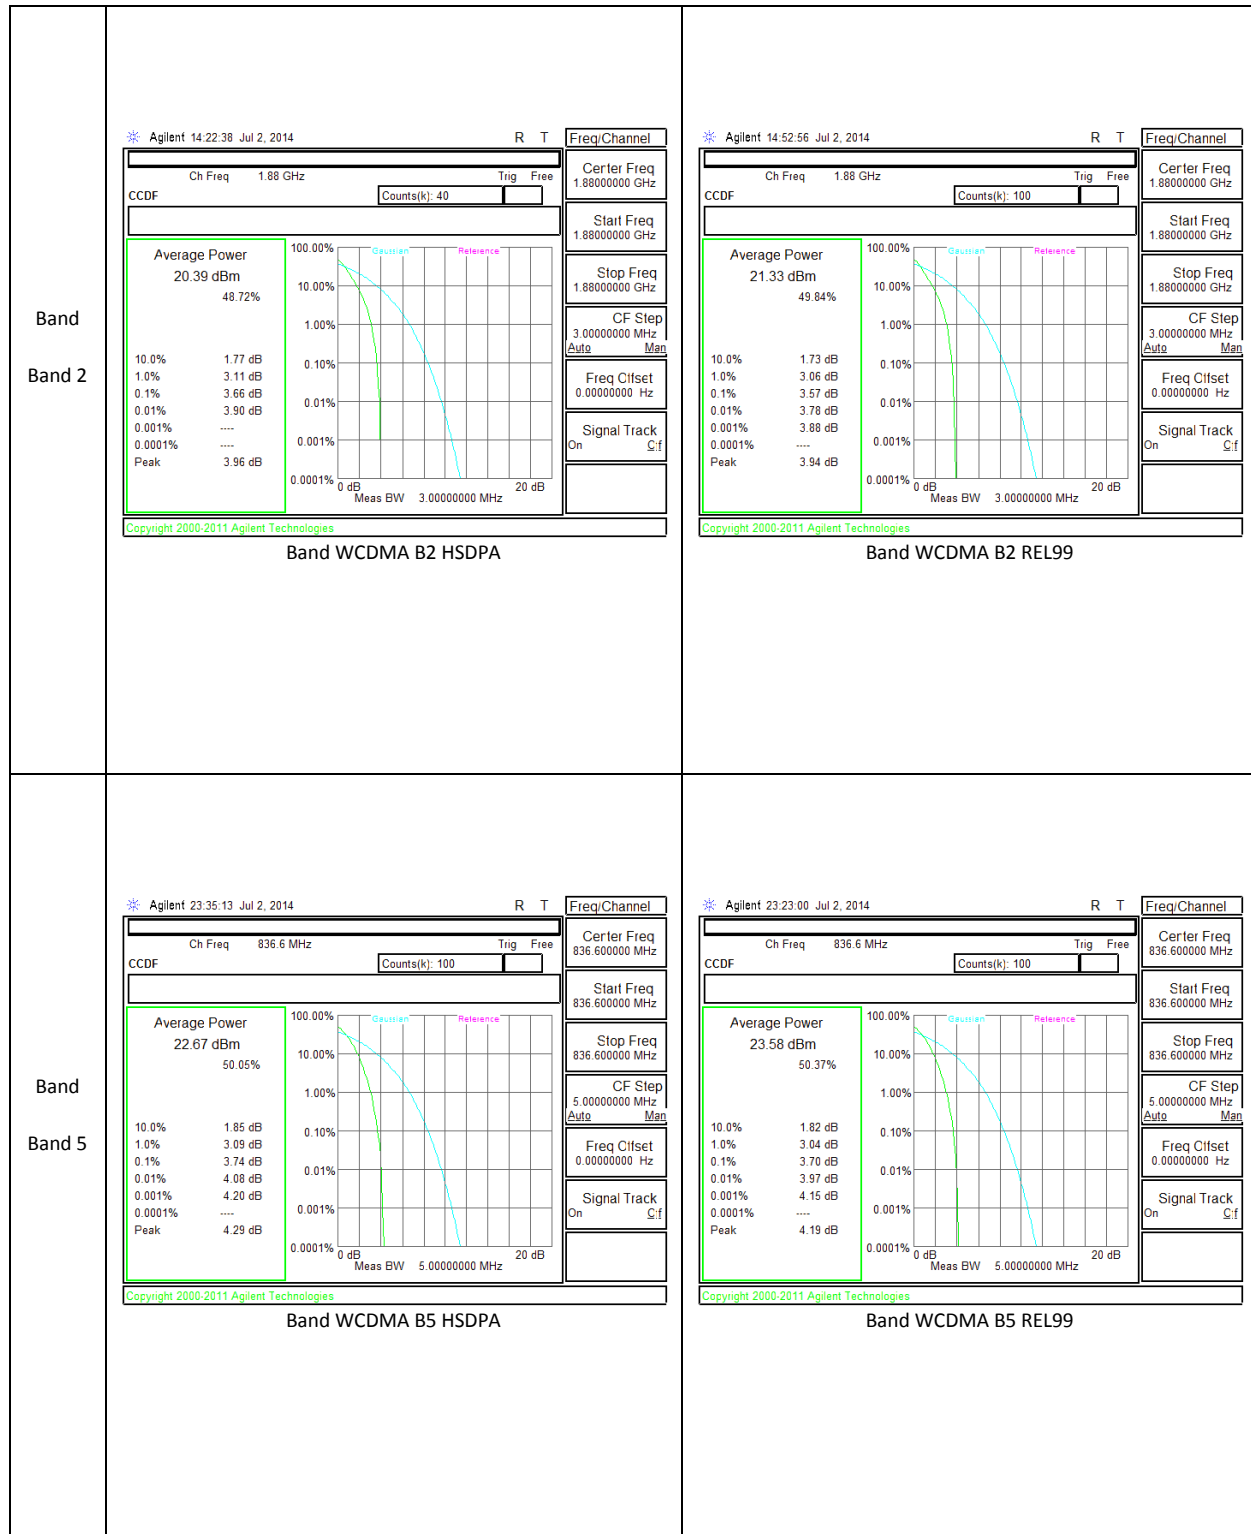 Band
Band 2
Agilent 14:22:38 Jul 2, 2014 R T
Freq/Channel
Ch Freq 1.88 GHz Trig Free
CCDF Counts(k): 40
Average Power
20.39 dBm
48.72%
10.0% 1.77 dB
1.0% 3.11 dB
0.1% 3.66 dB
0.01% 3.90 dB
0.001% ----
0.0001% ----
Peak 3.96 dB
Gaussian Reference
100.00%
10.00%
1.00%
0.10%
0.01%
0.001%
0.0001%
0 dB 20 dB
Meas BW 3.00000000 MHz
Center Freq
1.88000000 GHz
Start Freq
1.88000000 GHz
Stop Freq
1.88000000 GHz
CF Step
3.00000000 MHz
Auto Man
Freq Offset
0.00000000 Hz
Signal Track
On Off
Copyright 2000-2011 Agilent Technologies
Band WCDMA B2 HSDPA
Agilent 14:52:56 Jul 2, 2014 R T
Freq/Channel
Ch Freq 1.88 GHz Trig Free
CCDF Counts(k): 100
Average Power
21.33 dBm
49.84%
10.0% 1.73 dB
1.0% 3.06 dB
0.1% 3.57 dB
0.01% 3.78 dB
0.001% 3.88 dB
0.0001% ----
Peak 3.94 dB
Gaussian Reference
100.00%
10.00%
1.00%
0.10%
0.01%
0.001%
0.0001%
0 dB 20 dB
Meas BW 3.00000000 MHz
Center Freq
1.88000000 GHz
Start Freq
1.88000000 GHz
Stop Freq
1.88000000 GHz
CF Step
3.00000000 MHz
Auto Man
Freq Offset
0.00000000 Hz
Signal Track
On Off
Copyright 2000-2011 Agilent Technologies
Band WCDMA B2 REL99
Band
Band 5
Agilent 23:35:13 Jul 2, 2014 R T
Freq/Channel
Ch Freq 836.6 MHz Trig Free
CCDF Counts(k): 100
Average Power
22.67 dBm
50.05%
10.0% 1.85 dB
1.0% 3.09 dB
0.1% 3.74 dB
0.01% 4.08 dB
0.001% 4.20 dB
0.0001% ----
Peak 4.29 dB
Gaussian Reference
100.00%
10.00%
1.00%
0.10%
0.01%
0.001%
0.0001%
0 dB 20 dB
Meas BW 5.00000000 MHz
Center Freq
836.600000 MHz
Start Freq
836.600000 MHz
Stop Freq
836.600000 MHz
CF Step
5.00000000 MHz
Auto Man
Freq Offset
0.00000000 Hz
Signal Track
On Off
Copyright 2000-2011 Agilent Technologies
Band WCDMA B5 HSDPA
Agilent 23:23:00 Jul 2, 2014 R T
Freq/Channel
Ch Freq 836.6 MHz Trig Free
CCDF Counts(k): 100
Average Power
23.58 dBm
50.37%
10.0% 1.82 dB
1.0% 3.04 dB
0.1% 3.70 dB
0.01% 3.97 dB
0.001% 4.15 dB
0.0001% ----
Peak 4.19 dB
Gaussian Reference
100.00%
10.00%
1.00%
0.10%
0.01%
0.001%
0.0001%
0 dB 20 dB
Meas BW 5.00000000 MHz
Center Freq
836.600000 MHz
Start Freq
836.600000 MHz
Stop Freq
836.600000 MHz
CF Step
5.00000000 MHz
Auto Man
Freq Offset
0.00000000 Hz
Signal Track
On Off
Copyright 2000-2011 Agilent Technologies
Band WCDMA B5 REL99